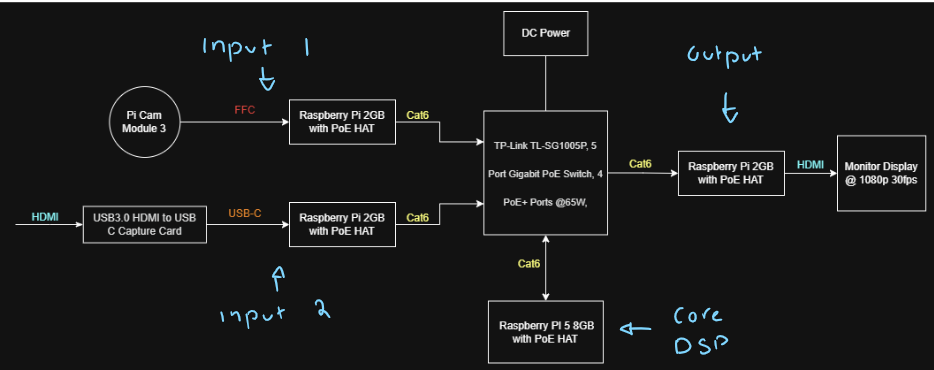 DC Power
Input 1
Output
Pi Cam
Module 3
FFC
Raspberry Pi 2GB
with PoE HAT
Cat6
TP-Link TL-SG1005P, 5
Port Gigabit PoE Switch, 4
PoE+ Ports @65W,
Cat6
Raspberry Pi 2GB
with PoE HAT
HDMI
Monitor Display
@ 1080p 30fps
HDMI
USB3.0 HDMI to USB
C Capture Card
USB-C
Raspberry Pi 2GB
with PoE HAT
Cat6
Input 2
Cat6
Raspberry PI 5 8GB
with PoE HAT
Core
DSP